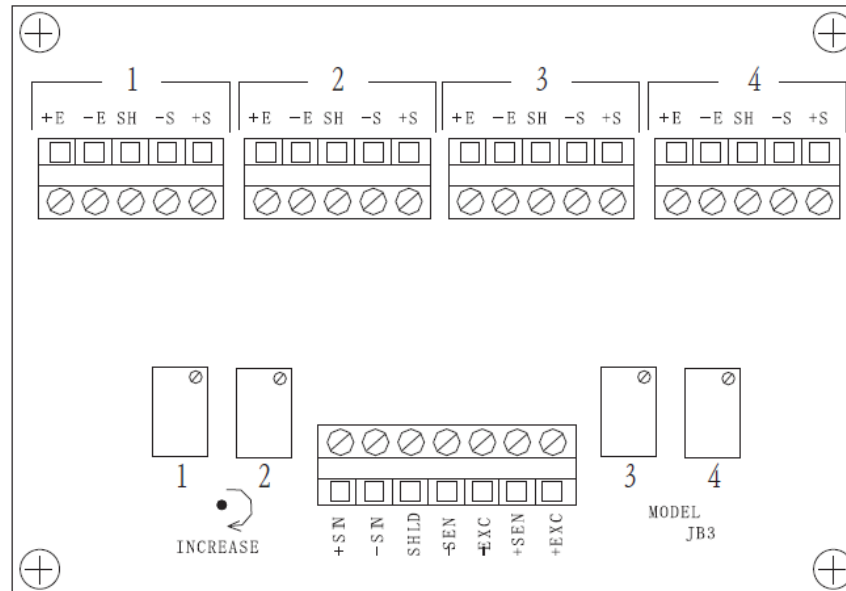 1 2 3 4
+E -E SH -S +S +E -E SH -S +S +E -E SH -S +S +E -E SH -S +S
1 2 3 4
INCREASE
+SIN
-SIN
SHLD
-SEN
-EXC
+SEN
+EXC
MODEL
JB3